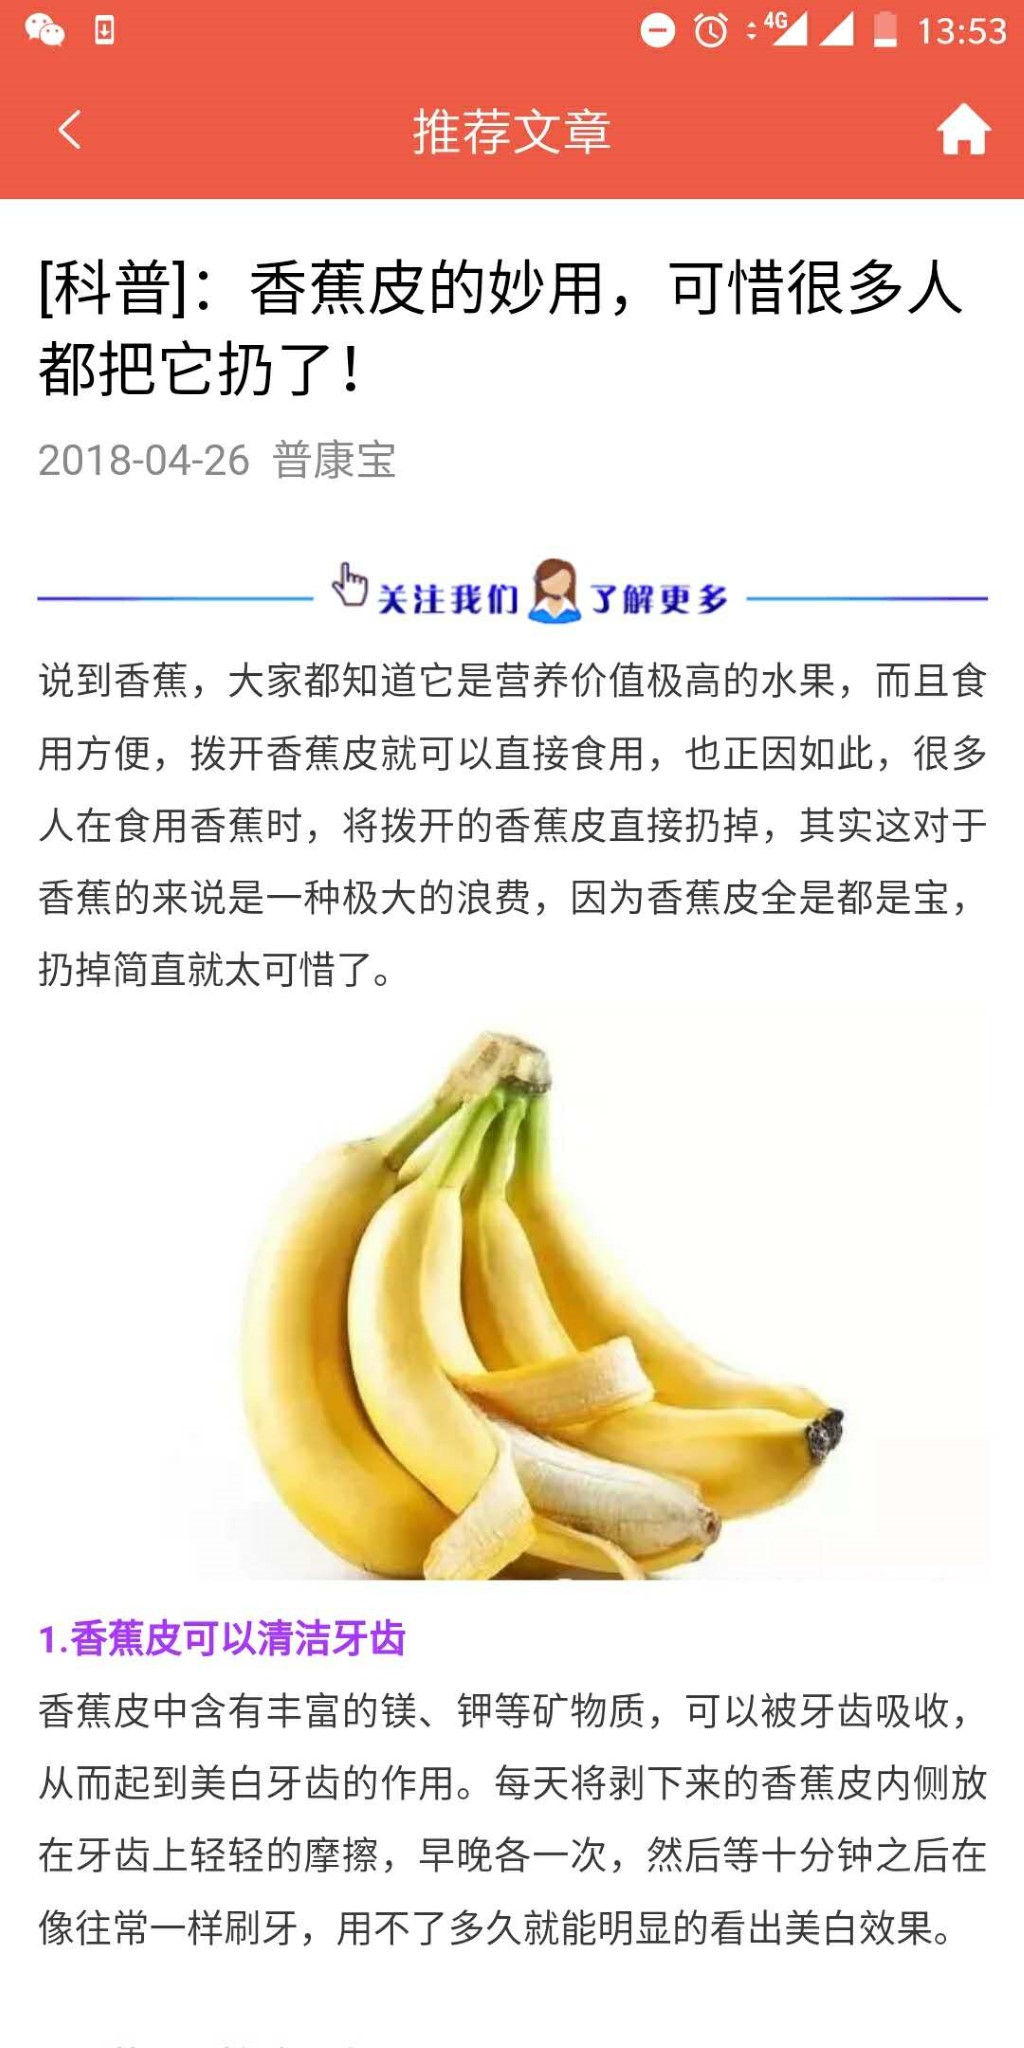 4G
13:53
推荐文章
[科普]：香蕉皮的妙用，可惜很多人
都把它扔了！
2018-04-26 普康宝
关注我们 了解更多
说到香蕉，大家都知道它是营养价值极高的水果，而且食
用方便，拨开香蕉皮就可以直接食用，也正因如此，很多
人在食用香蕉时，将拨开的香蕉皮直接扔掉，其实这对于
香蕉的来说是一种极大的浪费，因为香蕉皮全是都是宝，
扔掉简直就太可惜了。
1.香蕉皮可以清洁牙齿
香蕉皮中含有丰富的镁、钾等矿物质，可以被牙齿吸收，
从而起到美白牙齿的作用。每天将剥下来的香蕉皮内侧放
在牙齿上轻轻的摩擦，早晚各一次，然后等十分钟之后在
像往常一样刷牙，用不了多久就能明显的看出美白效果。